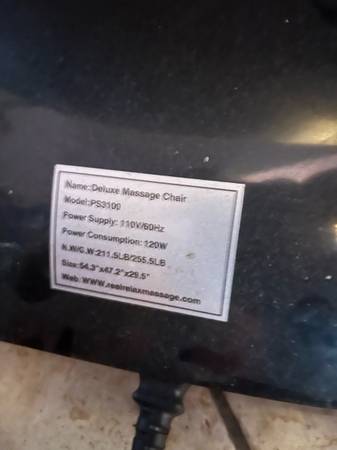 Name:Deluxe Massage Chair
Model:PS3100
Power Supply: 110V/60Hz
Power Consumption: 120W
N.W/G.W:211.5LB/255.5LB
Size:54.3"x47.2"x29.5"
Web: WWW.realrelaxmassage.com